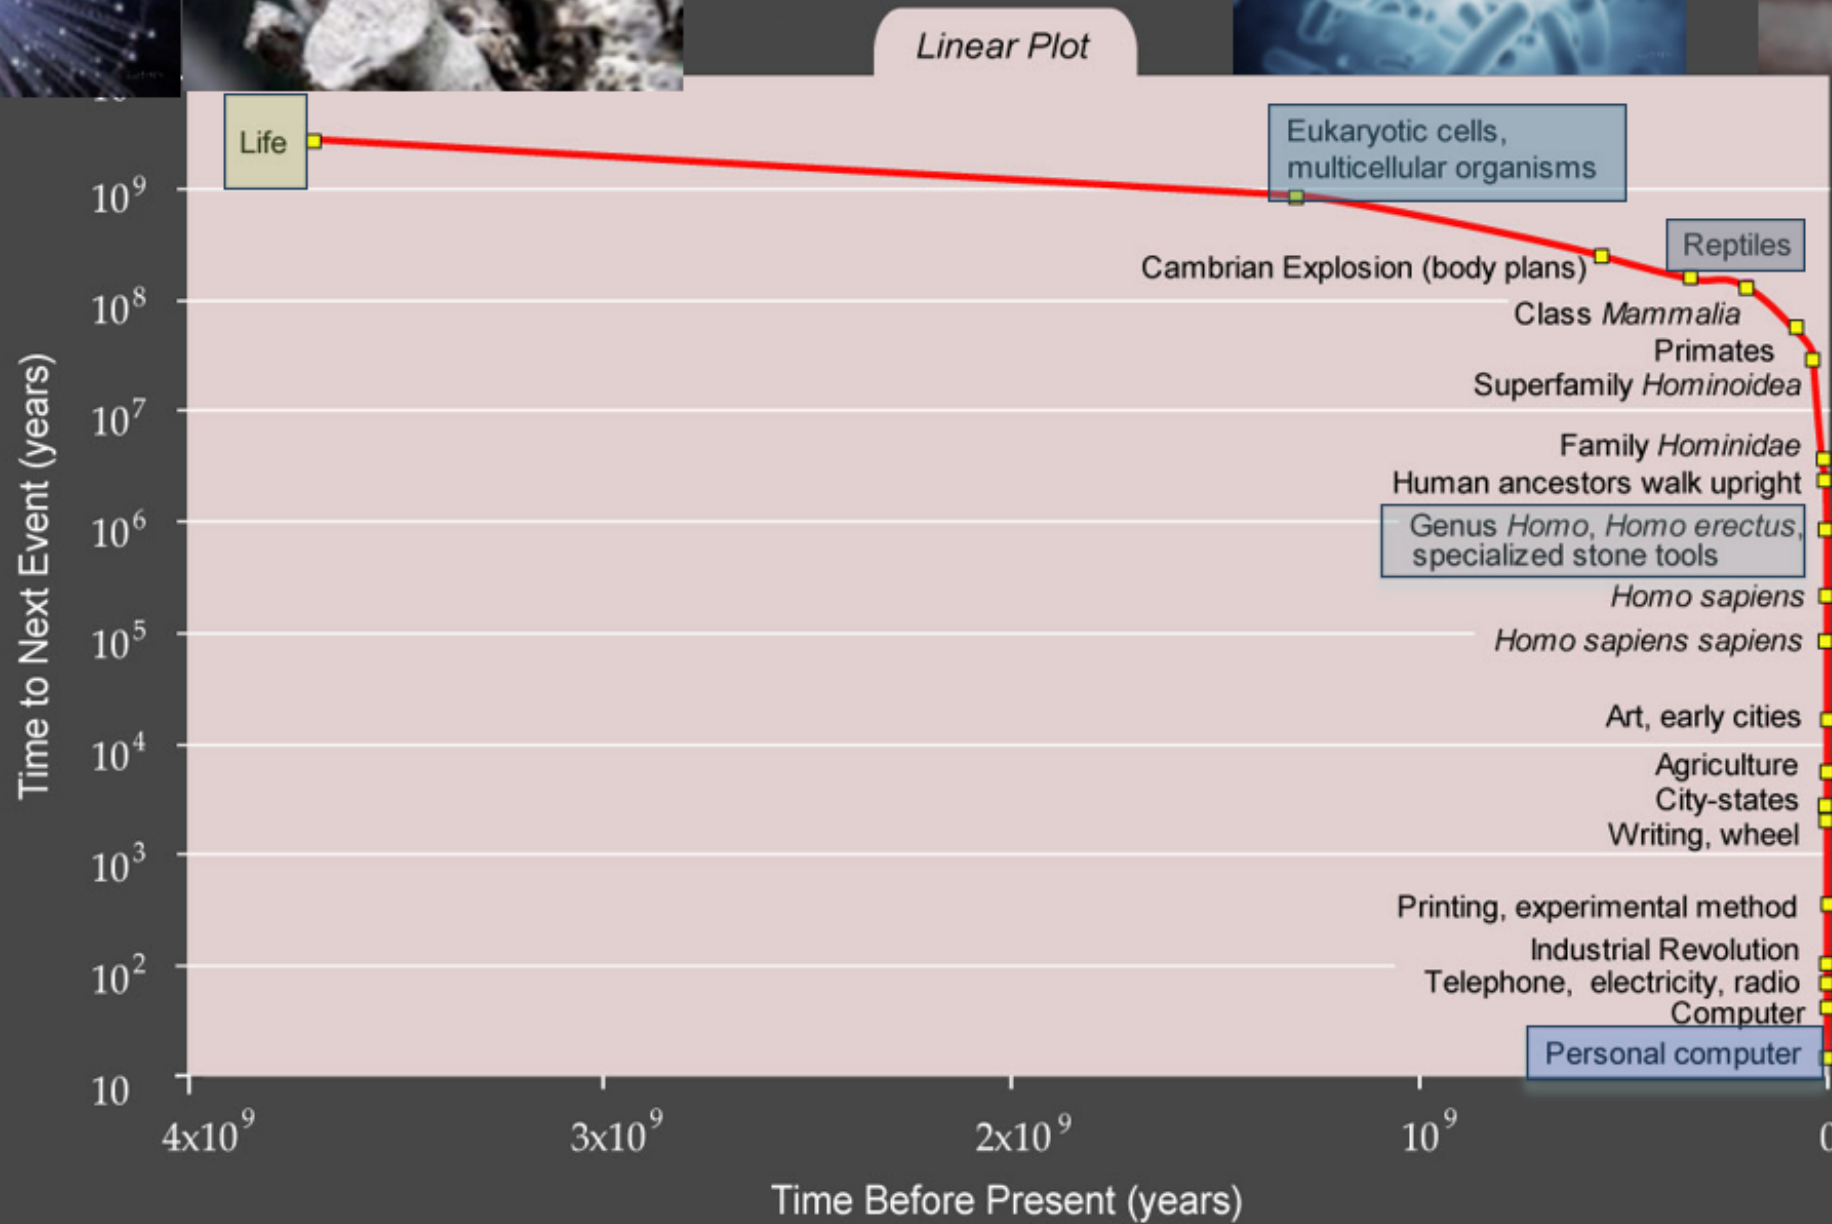 Linear Plot
Life
Eukaryotic cells,
multicellular organisms
10⁹
Reptiles
Cambrian Explosion (body plans)
10⁸
Class Mammalia
Primates
Superfamily Hominoidea
10⁷
Family Hominidae
Human ancestors walk upright
10⁶
Genus Homo, Homo erectus,
specialized stone tools
Homo sapiens
10⁵
Homo sapiens sapiens
Art, early cities
10⁴
Agriculture
City-states
Writing, wheel
10³
Printing, experimental method
Industrial Revolution
10²
Telephone, electricity, radio
Computer
Personal computer
10
Time to Next Event (years)
4x10⁹ 3x10⁹ 2x10⁹ 10⁹ 0
Time Before Present (years)